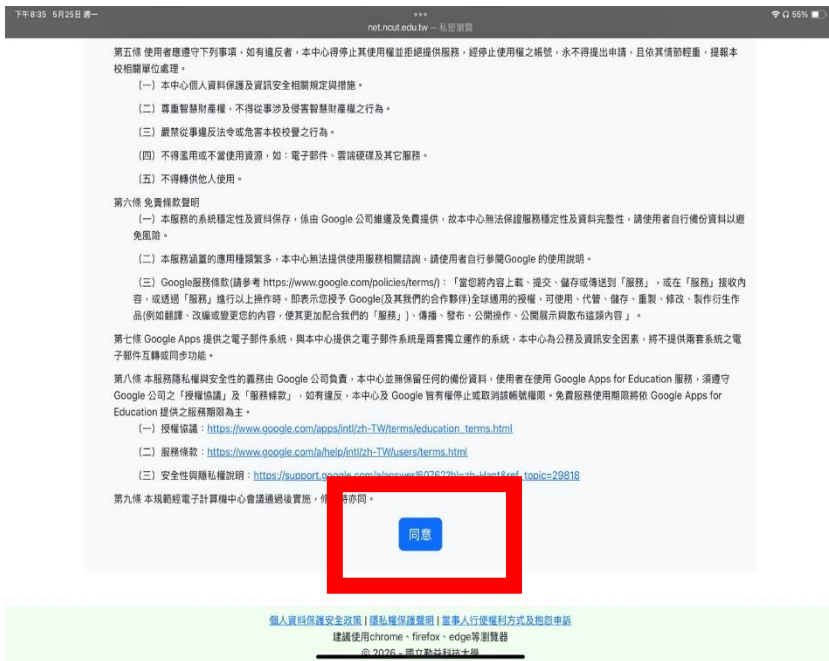 下午8:35 5月25日 週一
55%
net.ncut.edu.tw — 私密瀏覽
第五條 使用者應遵守下列事項，如有違反者，本中心得停止其使用權並拒絕提供服務，經停止使用權之帳號，永不得提出申請，且依其情節輕重，提報本
校相關單位處理。
（一）本中心個人資料保護及資訊安全相關規定與措施。
（二）尊重智慧財產權，不得從事涉及侵害智慧財產權之行為。
（三）嚴禁從事違反法令或危害本校校譽之行為。
（四）不得濫用或不當使用資源，如：電子郵件、雲端硬碟及其它服務。
（五）不得轉供他人使用。
第六條 免責條款聲明
（一）本服務的系統穩定性及資料保存，係由 Google 公司維運及免費提供，故本中心無法保證服務穩定性及資料完整性，請使用者自行備份資料以避
免風險。
（二）本服務涵蓋的應用種類繁多，本中心無法提供使用服務相關諮詢，請使用者自行參閱Google 的使用說明。
（三）Google服務條款(請參考 https://www.google.com/policies/terms/)：「當您將內容上載、提交、儲存或傳送到「服務」，或在「服務」接收內
容，或透過「服務」進行以上操作時，即表示您授予 Google(及其我們的合作夥伴)全球通用的授權，可使用、代管、儲存、重製、修改、製作衍生作
品(例如翻譯、改編或變更您的內容，使其更加配合我們的「服務」)、傳播、發布、公開操作、公開展示與散布這類內容 」。
第七條 Google Apps 提供之電子郵件系統，與本中心提供之電子郵件系統是兩套獨立運作的系統，本中心為公務及資訊安全因素，將不提供兩套系統之電
子郵件互轉或同步功能。
第八條 本服務隱私權與安全性的義務由 Google 公司負責，本中心並無保留任何的備份資料，使用者在使用 Google Apps for Education 服務，須遵守
Google 公司之「授權協議」及「服務條款」，如有違反，本中心及 Google 皆有權停止或取消該帳號權限。免費服務使用期限將依 Google Apps for
Education 提供之服務期限為主。
（一）授權協議：https://www.google.com/apps/intl/zh-TW/terms/education_terms.html
（二）服務條款：https://www.google.com/a/help/intl/zh-TW/users/terms.html
（三）安全性與隱私權說明：https://support.google.com/a/answer/60762?hl=zh-Hant&ref_topic=29818
第九條 本規範經電子計算機中心會議通過後實施，修 時亦同。
同意
個人資料保護安全政策 | 隱私權保護聲明 | 當事人行使權利方式及抱怨申訴
建議使用chrome、firefox、edge等瀏覽器
© 2026 - 國立勤益科技大學